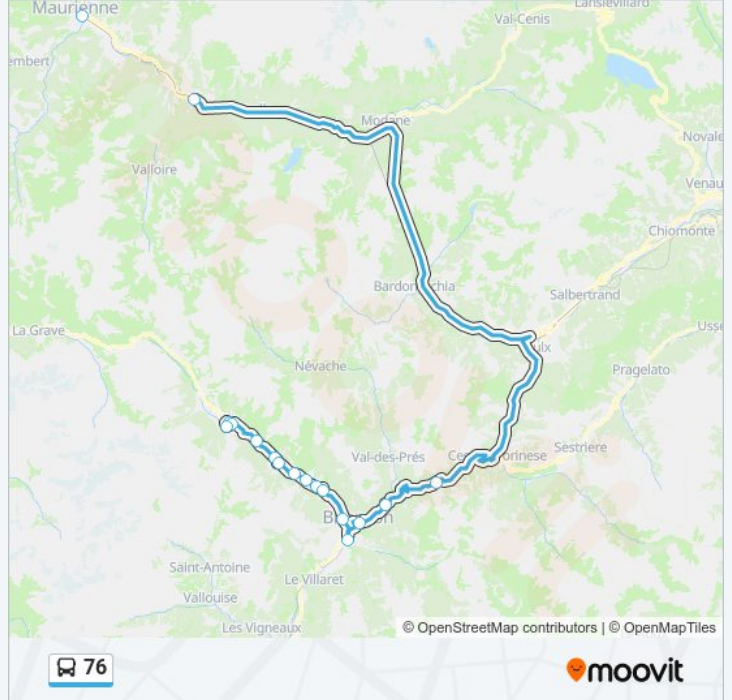 Maurienne
Lanslevillard
Val-Cenis
embert
Modane
Novale
Valloire
Venau
Chiomonte
Salbertrand
La Grave
Usse
Névache
Pragelato
Sestriere
Val-des-Prés
Saint-Antoine
Le Villaret
Vallouise
Les Vigneaux
© OpenStreetMap contributors | © OpenMapTiles
76
moovit